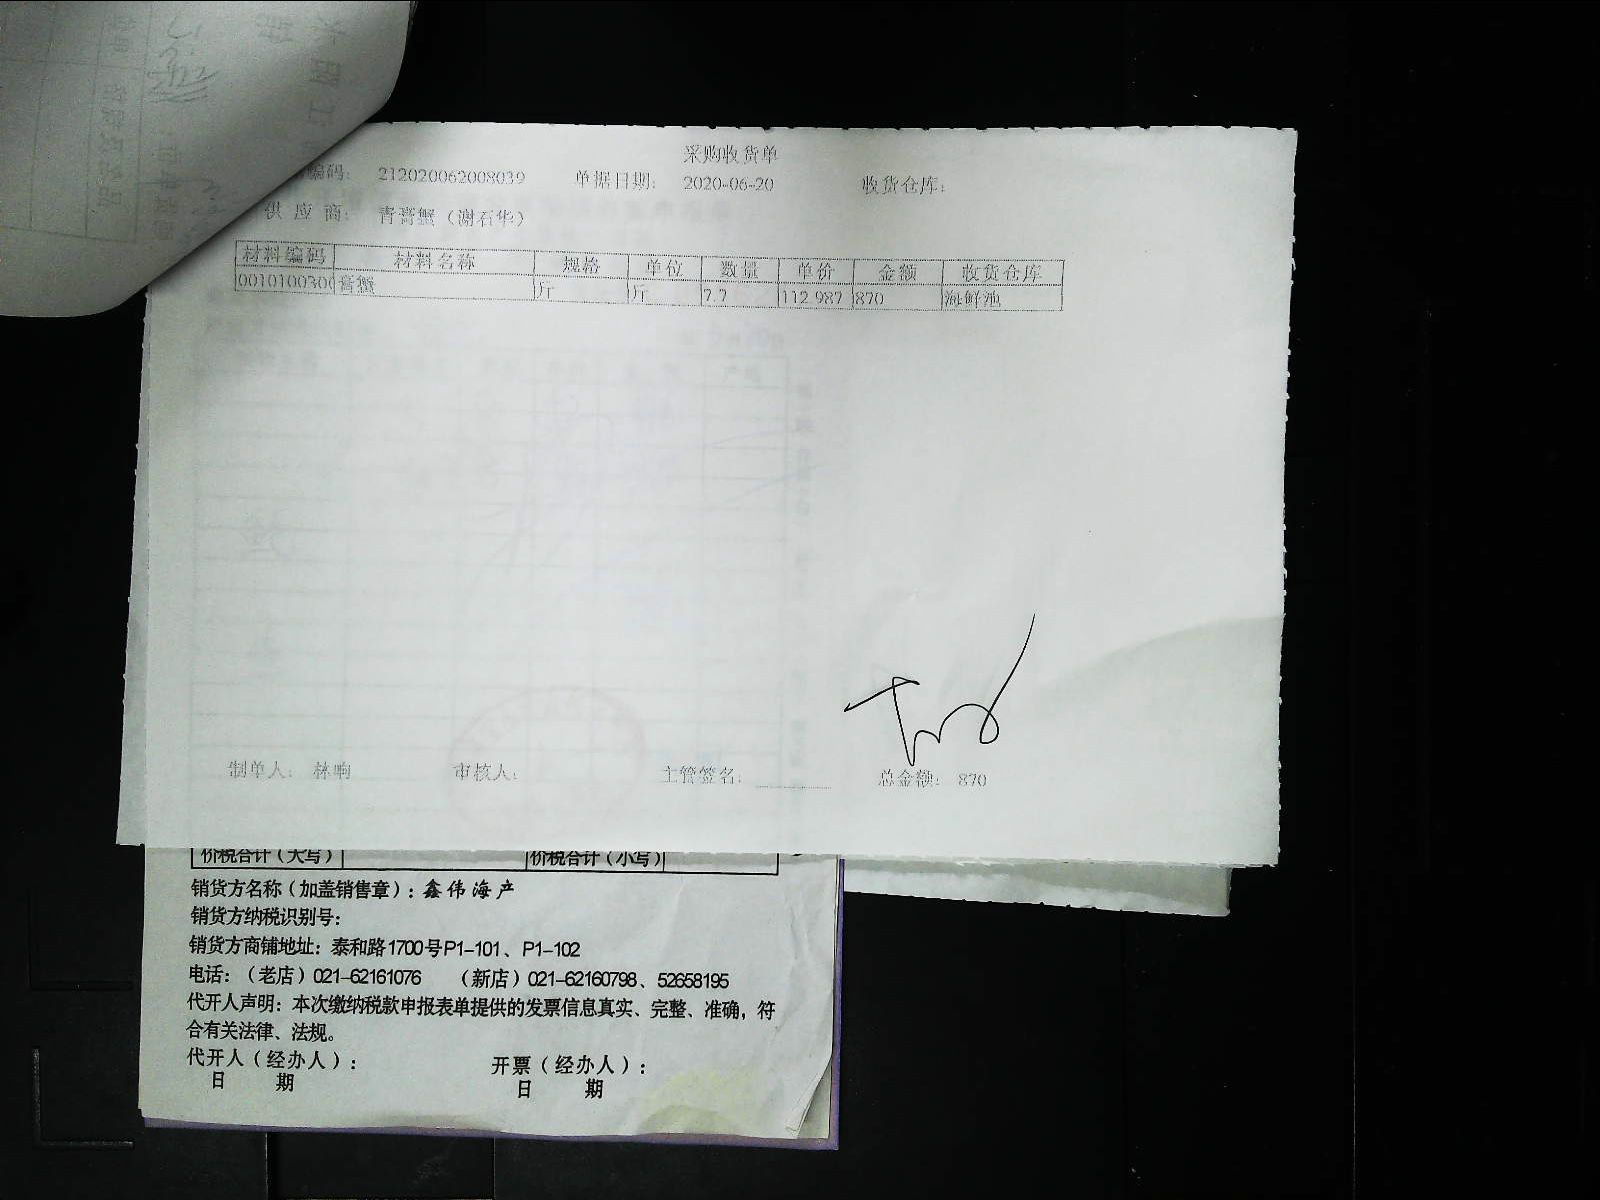 采购收货单
编码: 212020062008039 单据日期: 2020-06-20 收货仓库:
供应商: 青膏蟹（谢石华）
材料编码 材料名称 规格 单位 数量 单价 金额 收货仓库
0010100300 膏蟹 斤 斤 7.7 112.987 870 海鲜池
制单人: 林响 审核人: 主管签名: 总金额: 870
价税合计（大写） 价税合计（小写）
销货方名称（加盖销售章）: 鑫伟海产
销货方纳税识别号:
销货方商铺地址: 泰和路1700号P1-101、P1-102
电话:（老店）021-62161076 （新店）021-62160798、52658195
代开人声明: 本次缴纳税款申报表单提供的发票信息真实、完整、准确，符
合有关法律、法规。
代开人（经办人）: 开票（经办人）:
日 期 日 期